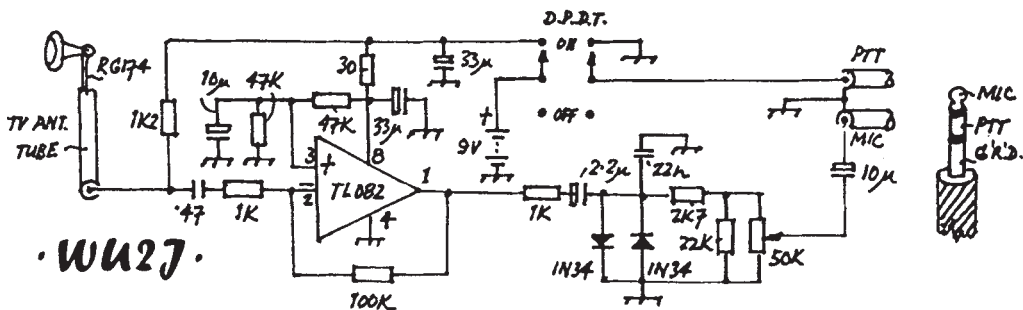 D.P.D.T.
ON
OFF
RG174
TV ANT.
TUBE
1K2
10µ
47K
30
33µ
47K
33µ
3
+
8
2
TL082
1
4
·47
1K
100K
+
9V
1K
2·2µ
·22n
2K7
22K
50K
1N34
1N34
PTT
MIC
10µ
MIC
PTT
G'R'D.
·WU2J·